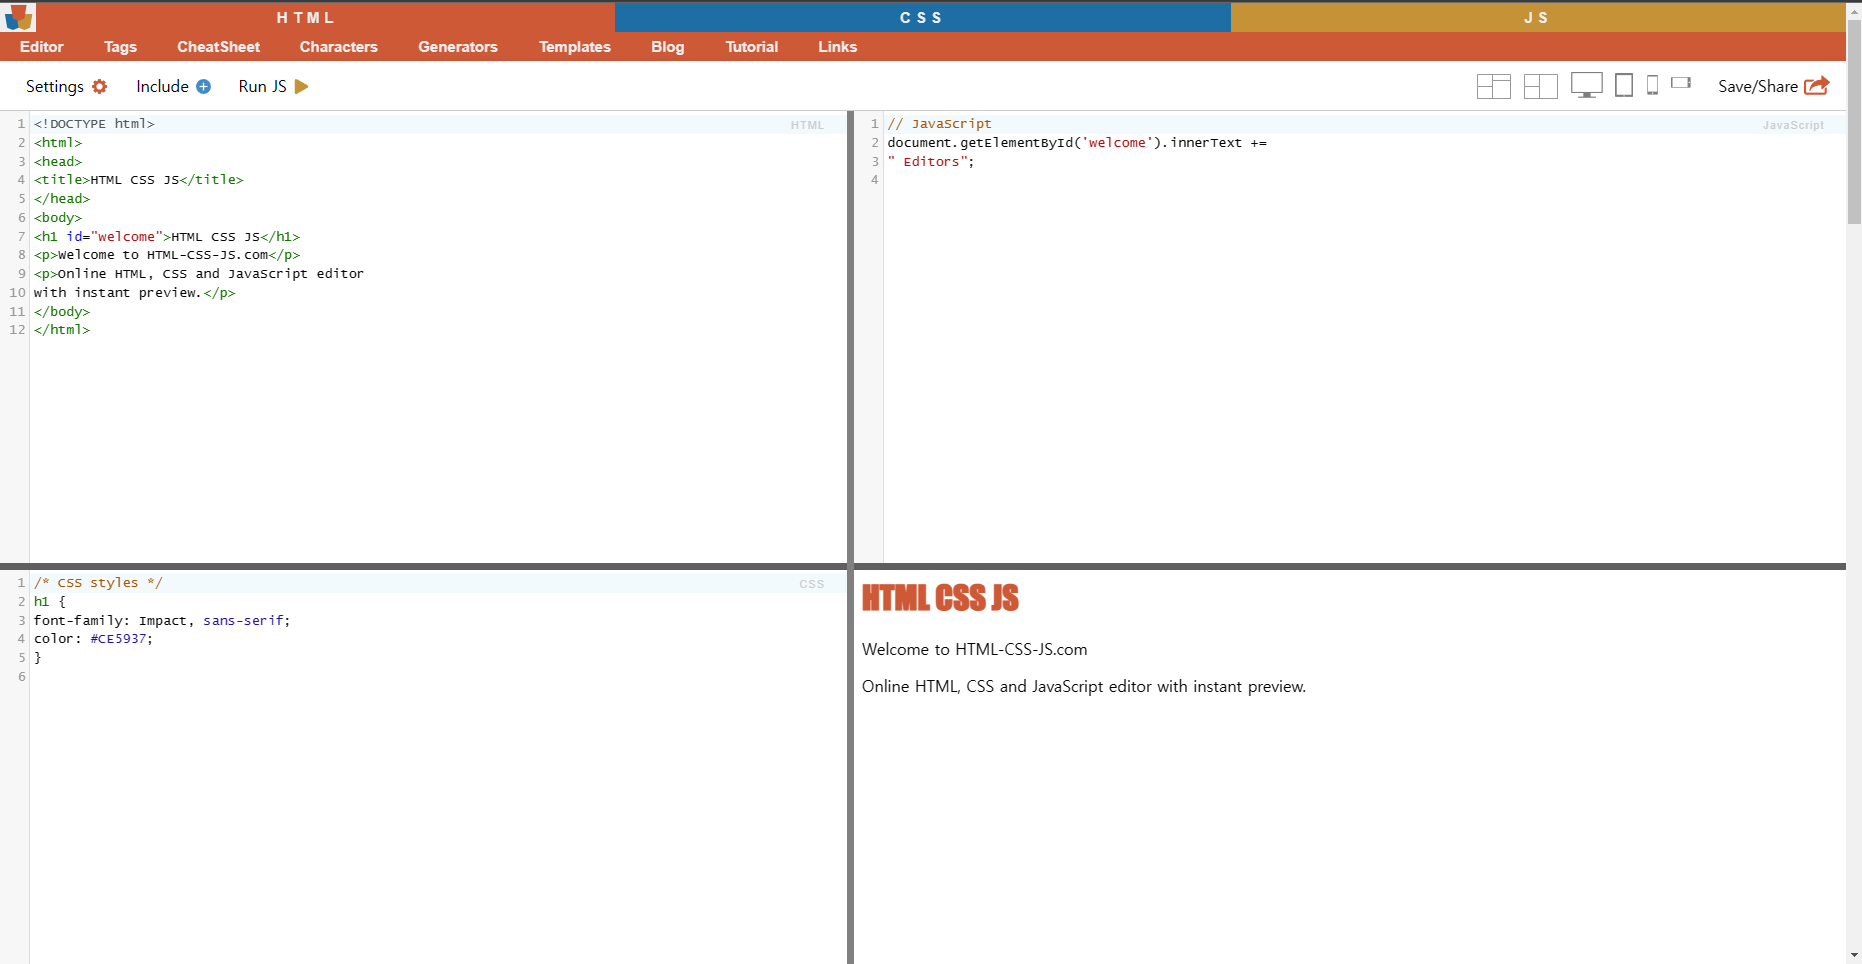 HTML
CSS
JS
Editor Tags CheatSheet Characters Generators Templates Blog Tutorial Links
Settings Include Run JS Save/Share
HTML
1 <!DOCTYPE html>
2 <html>
3 <head>
4 <title>HTML CSS JS</title>
5 </head>
6 <body>
7 <h1 id="welcome">HTML CSS JS</h1>
8 <p>Welcome to HTML-CSS-JS.com</p>
9 <p>Online HTML, CSS and JavaScript editor
10 with instant preview.</p>
11 </body>
12 </html>
JavaScript
1 // JavaScript
2 document.getElementById('welcome').innerText +=
3 " Editors";
4
CSS
1 /* CSS styles */
2 h1 {
3 font-family: Impact, sans-serif;
4 color: #CE5937;
5 }
6
HTML CSS JS
Welcome to HTML-CSS-JS.com
Online HTML, CSS and JavaScript editor with instant preview.